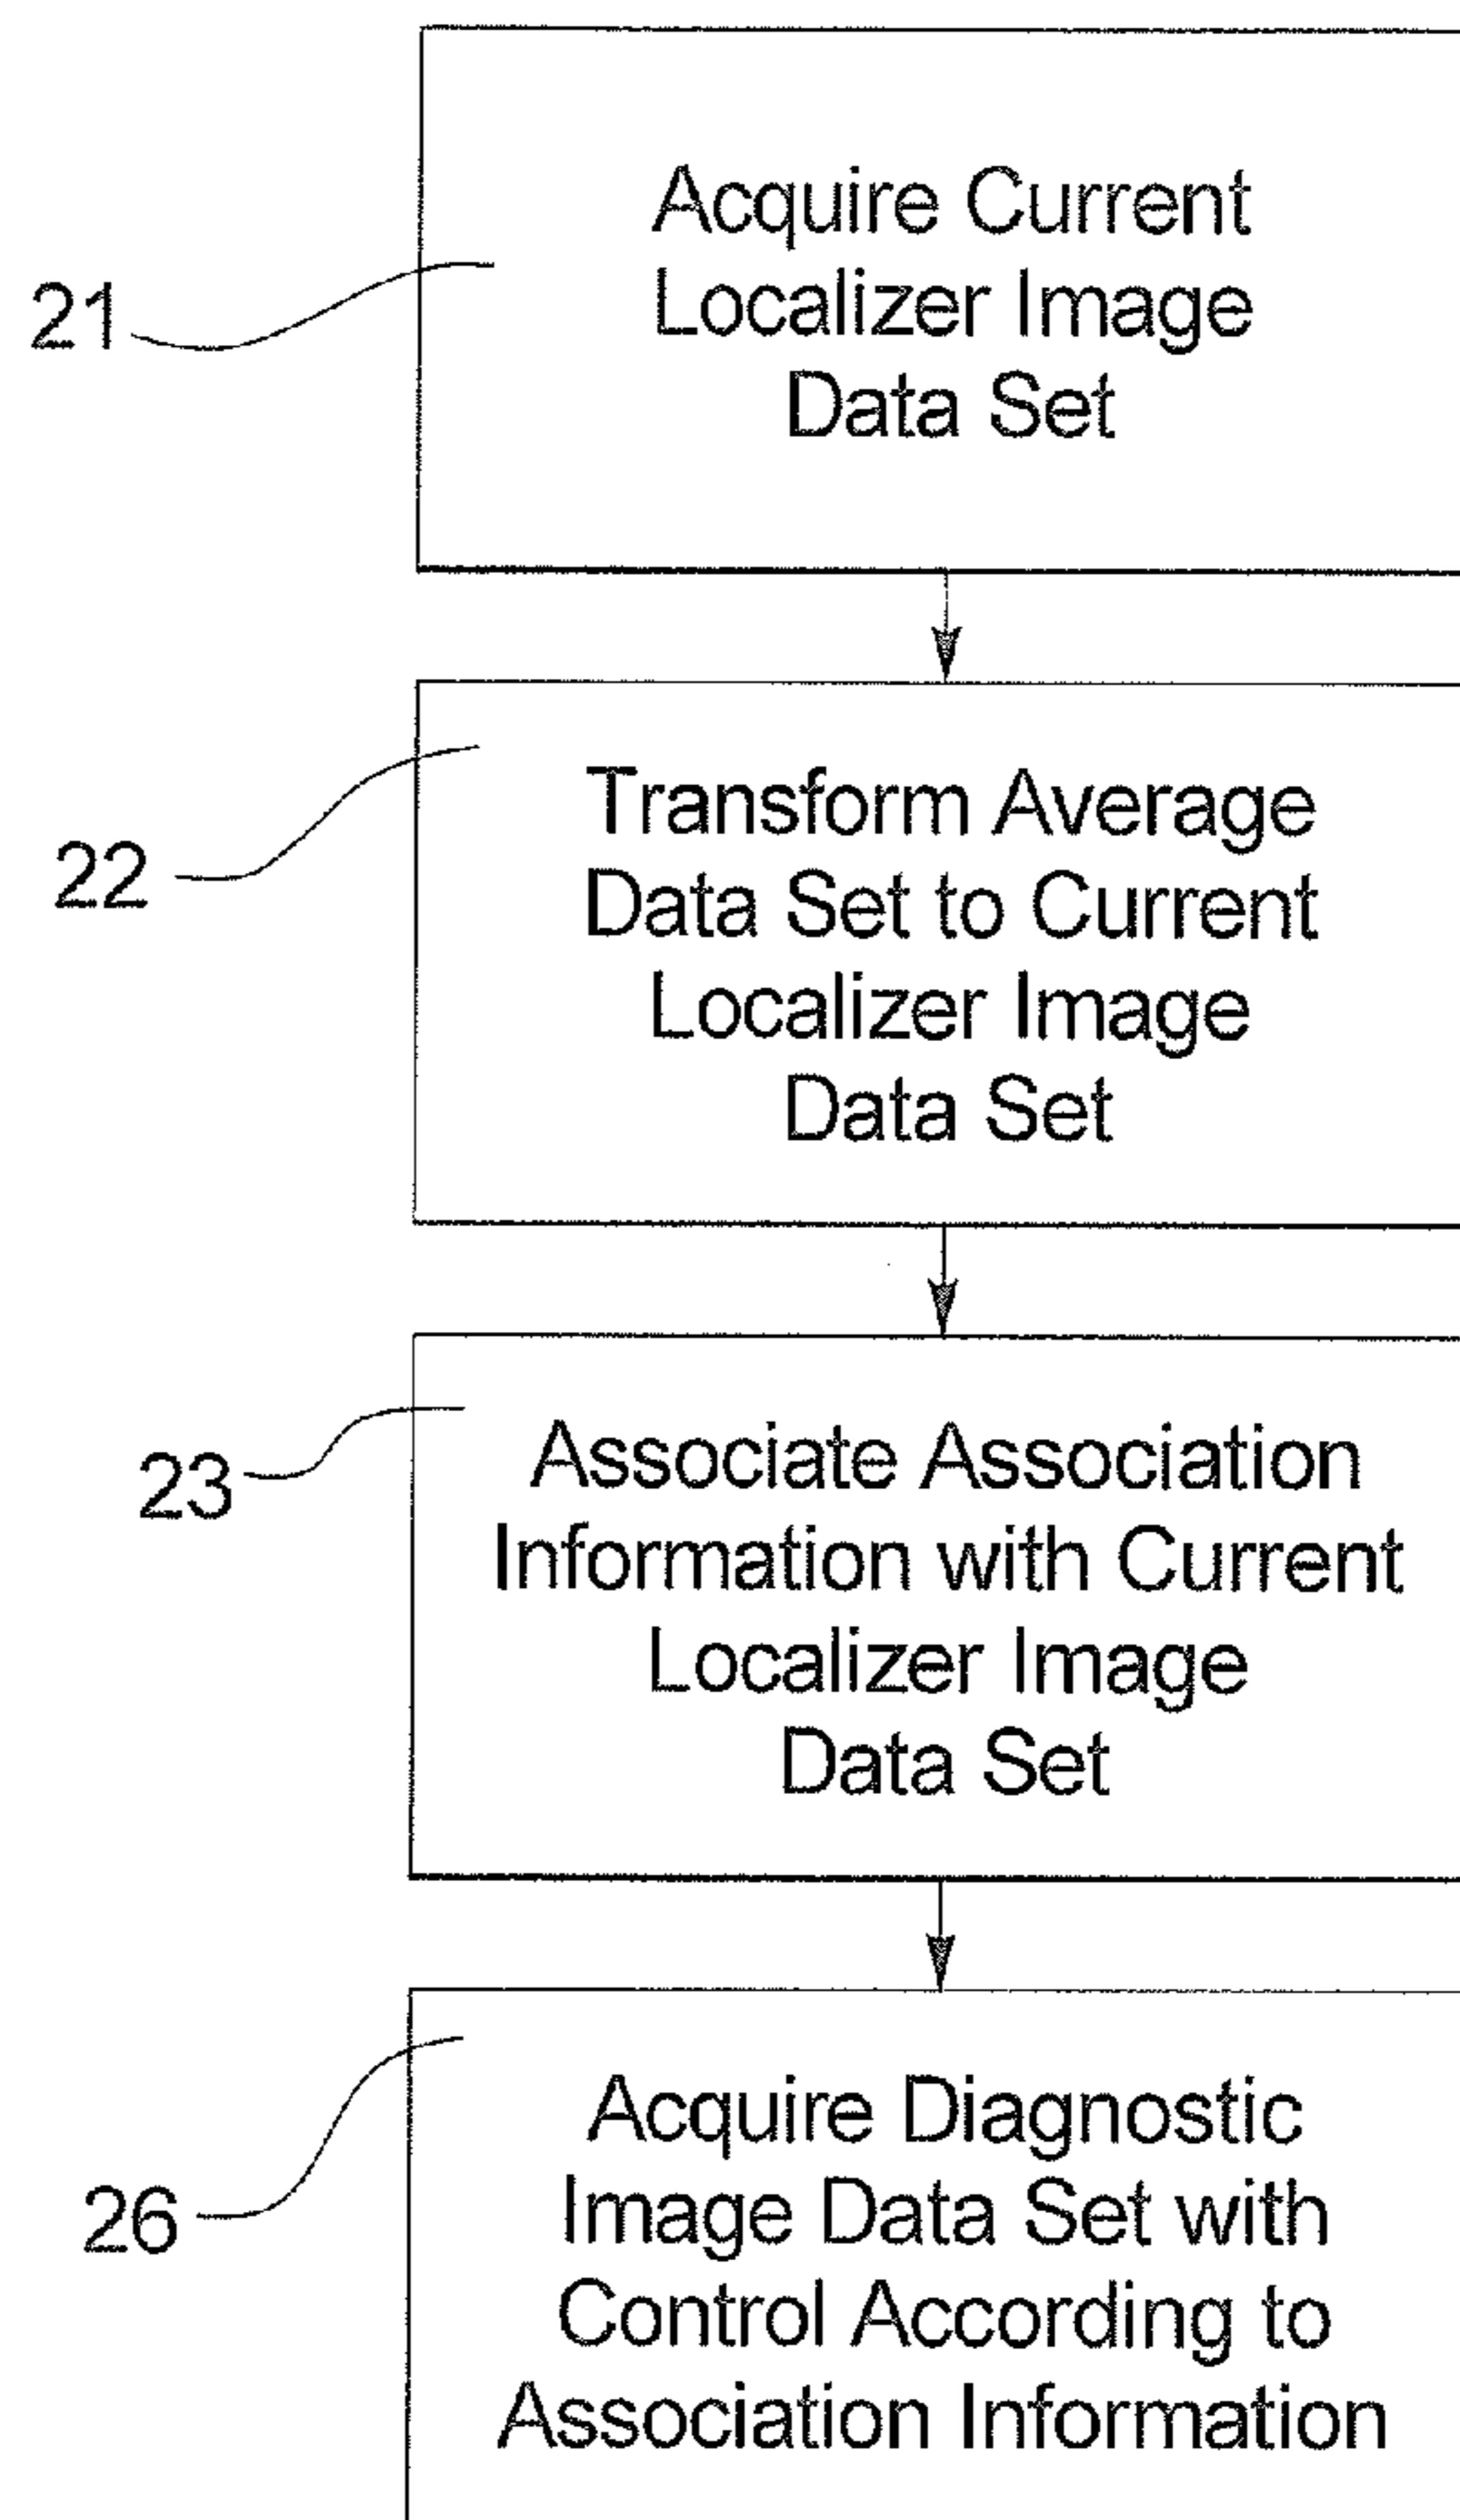 21
Acquire Current
Localizer Image
Data Set
22
Transform Average
Data Set to Current
Localizer Image
Data Set
23
Associate Association
Information with Current
Localizer Image
Data Set
26
Acquire Diagnostic
Image Data Set with
Control According to
Association Information